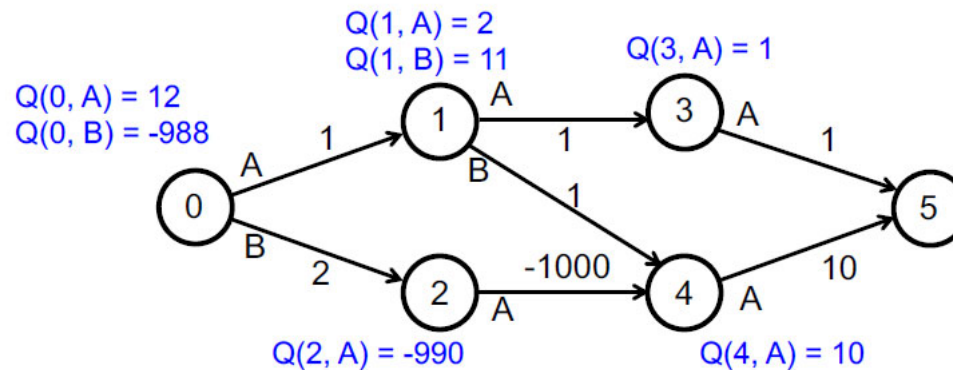 Q(1, A) = 2
Q(1, B) = 11
Q(3, A) = 1
Q(0, A) = 12
Q(0, B) = -988
A
1
1
A
1
3
A
1
B
1
0
5
B
2
2
A
-1000
4
A
10
Q(2, A) = -990
Q(4, A) = 10